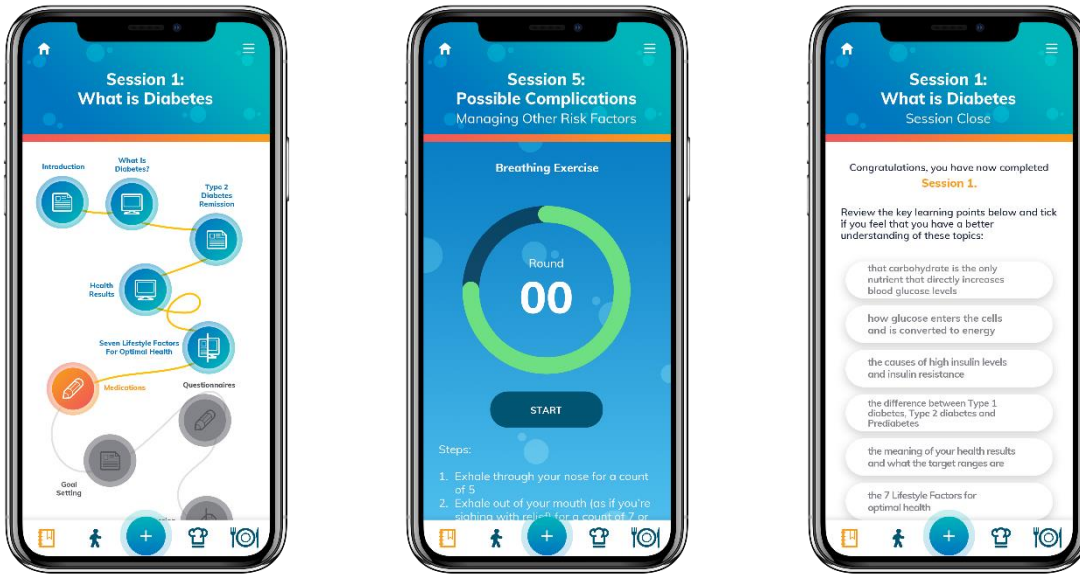 Session 1:
What is Diabetes
Introduction
What Is
Diabetes?
Type 2
Diabetes
Remission
Health
Results
Seven Lifestyle Factors
For Optimal Health
Medications
Questionnaires
Goal
Setting
Session 5:
Possible Complications
Managing Other Risk Factors
Breathing Exercise
Round
00
START
Steps:
1. Exhale through your nose for a count
of 5
2. Exhale out of your mouth (as if you're
sighing with relief) for a count of 7 or
Session 1:
What is Diabetes
Session Close
Congratulations, you have now completed
Session 1.
Review the key learning points below and tick
if you feel that you have a better
understanding of these topics:
that carbohydrate is the only
nutrient that directly increases
blood glucose levels
how glucose enters the cells
and is converted to energy
the causes of high insulin levels
and insulin resistance
the difference between Type 1
diabetes, Type 2 diabetes and
Prediabetes
the meaning of your health results
and what the target ranges are
the 7 Lifestyle Factors for
optimal health